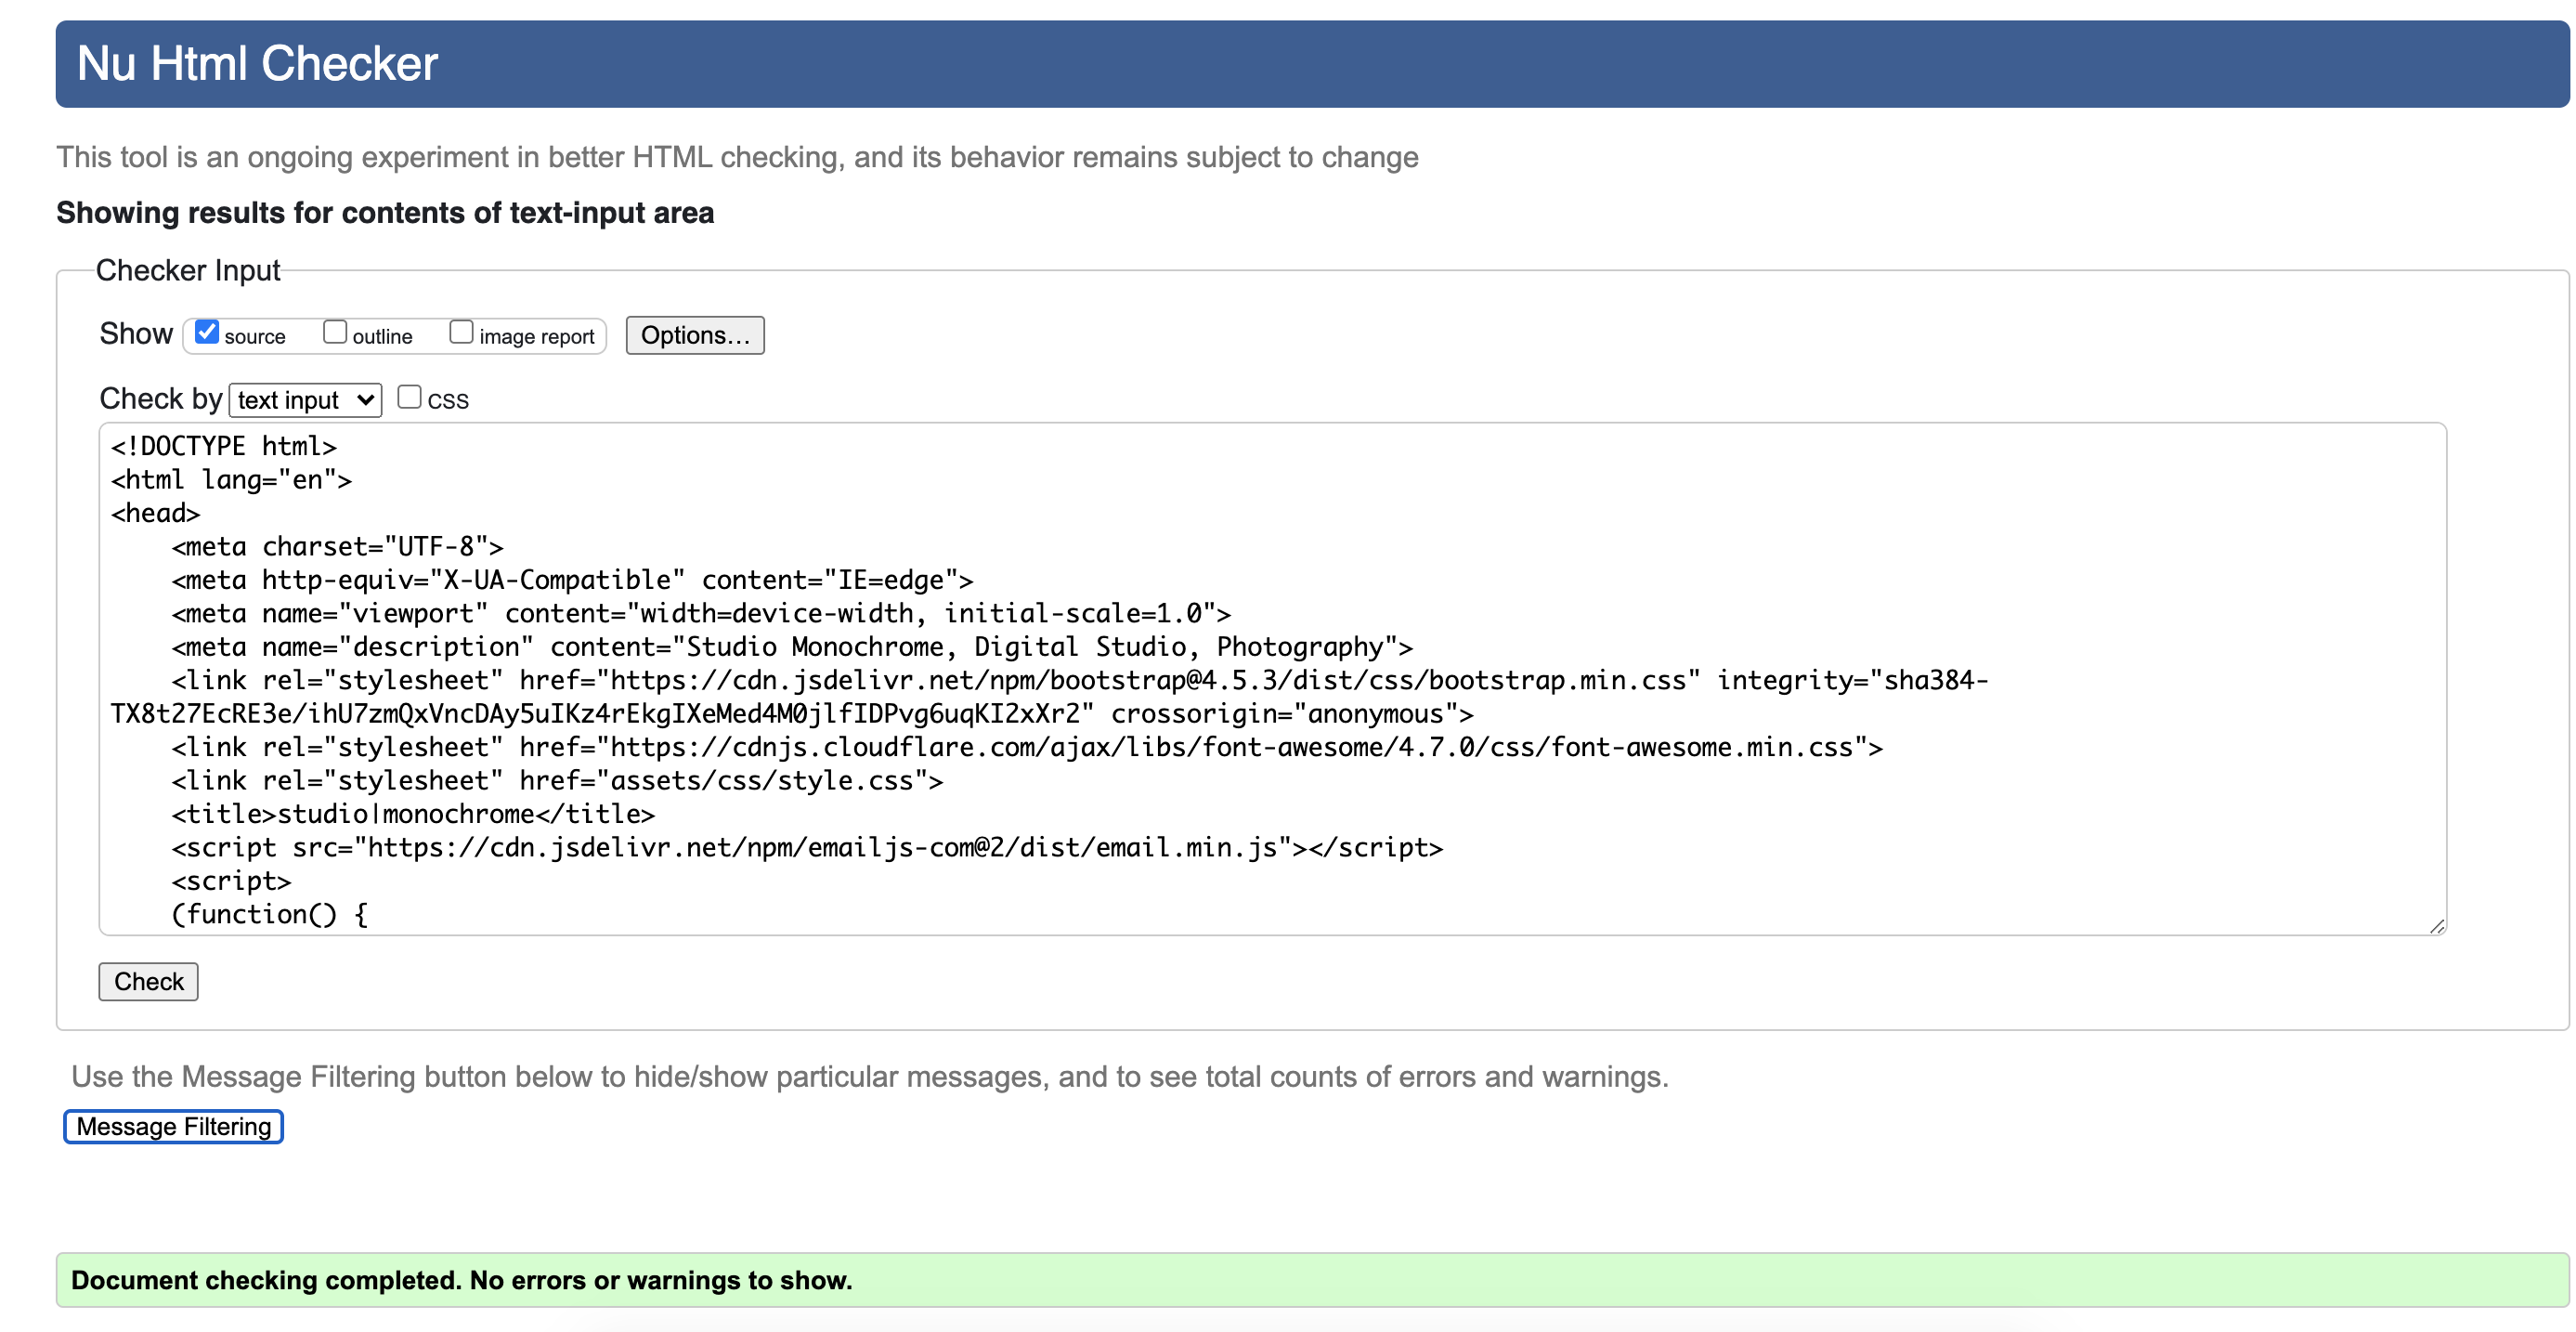 Nu Html Checker
This tool is an ongoing experiment in better HTML checking, and its behavior remains subject to change
Showing results for contents of text-input area
Checker Input
Show source outline image report Options...
Check by text input css
<!DOCTYPE html>
<html lang="en">
<head>
    <meta charset="UTF-8">
    <meta http-equiv="X-UA-Compatible" content="IE=edge">
    <meta name="viewport" content="width=device-width, initial-scale=1.0">
    <meta name="description" content="Studio Monochrome, Digital Studio, Photography">
    <link rel="stylesheet" href="https://cdn.jsdelivr.net/npm/bootstrap@4.5.3/dist/css/bootstrap.min.css" integrity="sha384-
TX8t27EcRE3e/ihU7zmQxVncDAy5uIKz4rEkgIXeMed4M0jlfIDPvg6uqKI2xXr2" crossorigin="anonymous">
    <link rel="stylesheet" href="https://cdnjs.cloudflare.com/ajax/libs/font-awesome/4.7.0/css/font-awesome.min.css">
    <link rel="stylesheet" href="assets/css/style.css">
    <title>studio|monochrome</title>
    <script src="https://cdn.jsdelivr.net/npm/emailjs-com@2/dist/email.min.js"></script>
    <script>
    (function() {
Check
Use the Message Filtering button below to hide/show particular messages, and to see total counts of errors and warnings.
Message Filtering
Document checking completed. No errors or warnings to show.